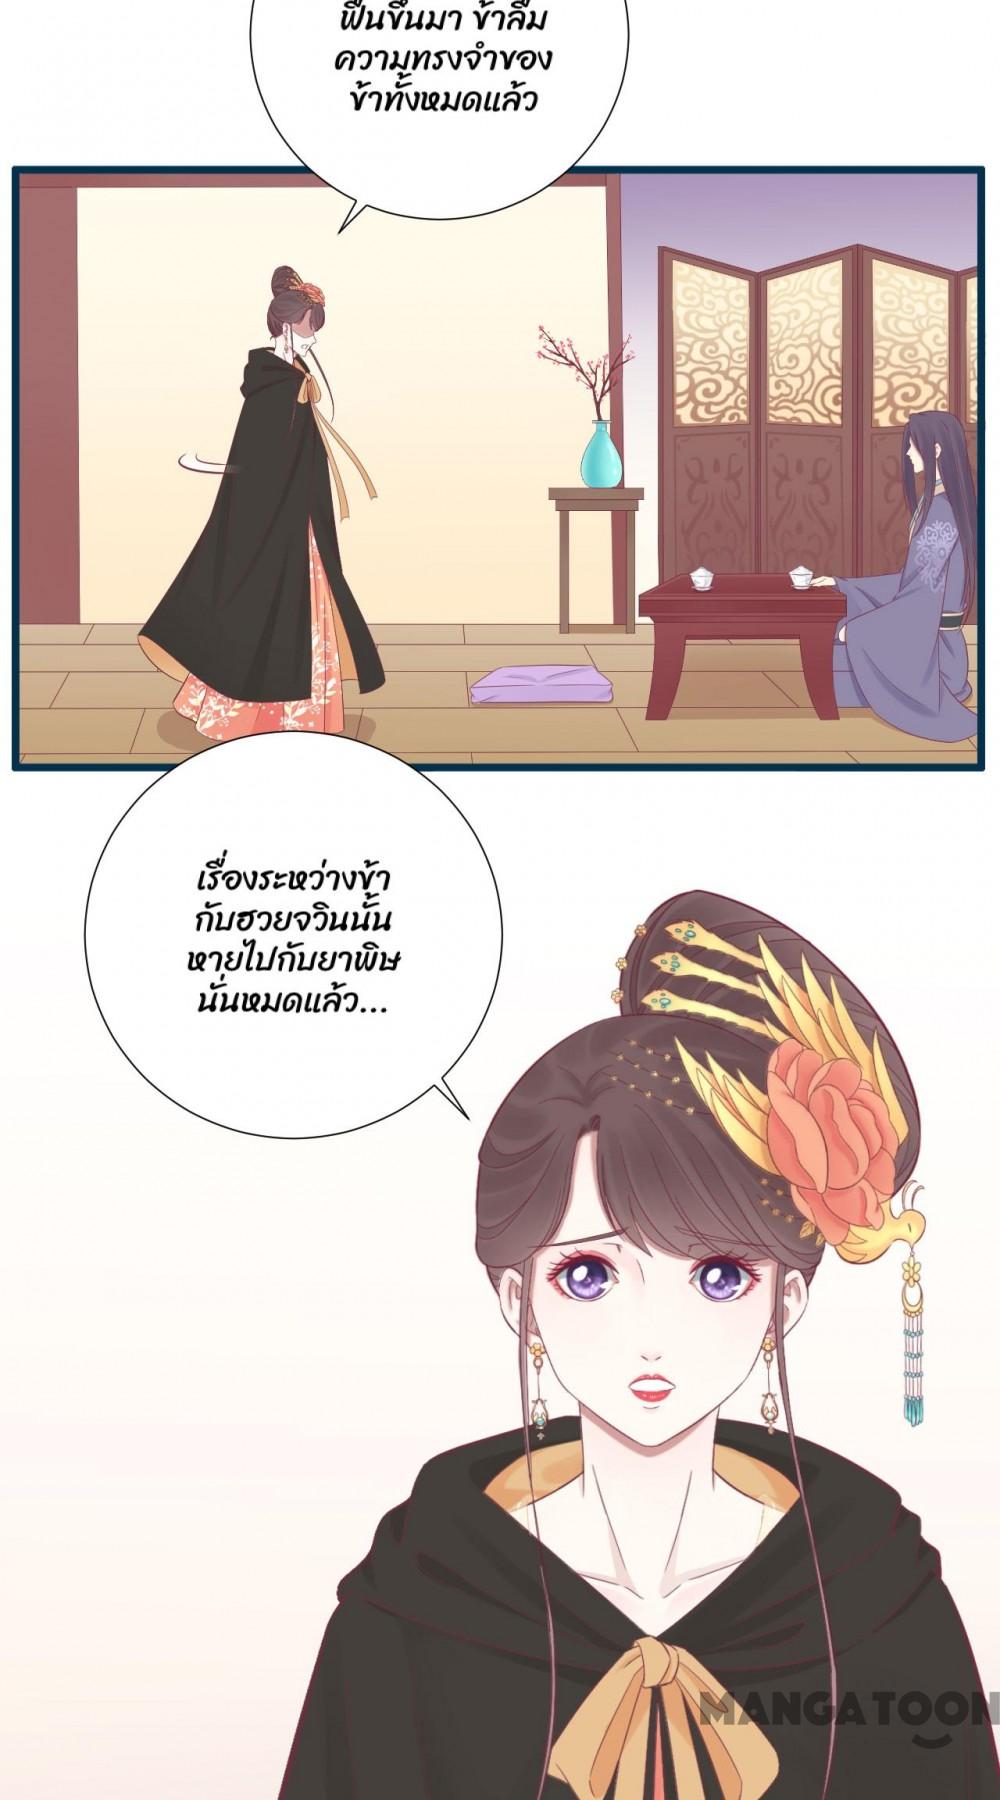 ฟื้นขึ้นมา ข้าลืม
ความทรงจำของ
ข้าทั้งหมดแล้ว
เรื่องระหว่างข้า
กับฮวยจวินนั้น
หายไปกับยาพิษ
นั่นหมดแล้ว...
MANGATOON